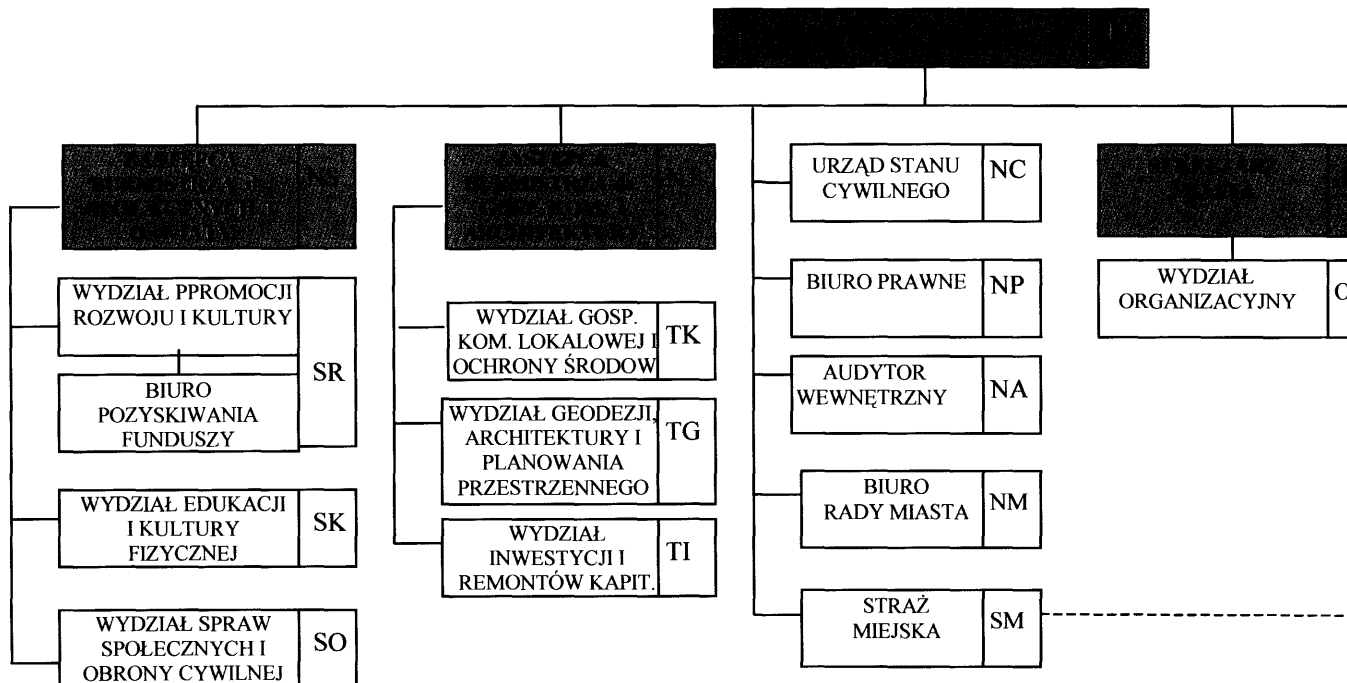 WYDZIAŁ PPROMOCJI
ROZWOJU I KULTURY
SR
BIURO
POZYSKIWANIA
FUNDUSZY
WYDZIAŁ EDUKACJI
I KULTURY
FIZYCZNEJ
SK
WYDZIAŁ SPRAW
SPOŁECZNYCH I
OBRONY CYWILNEJ
SO
ZASTĘPCA
ARCHITEKTURY
WYDZIAŁ GOSP.
KOM. LOKALOWEJ I
OCHRONY ŚRODOW
TK
WYDZIAŁ GEODEZJI,
ARCHITEKTURY I
PLANOWANIA
PRZESTRZENNEGO
TG
WYDZIAŁ
INWESTYCJI I
REMONTÓW KAPIT.
TI
URZĄD STANU
CYWILNEGO
NC
BIURO PRAWNE
NP
AUDYTOR
WEWNĘTRZNY
NA
BIURO
RADY MIASTA
NM
STRAŻ
MIEJSKA
SM
WYDZIAŁ
ORGANIZACYJNY
O